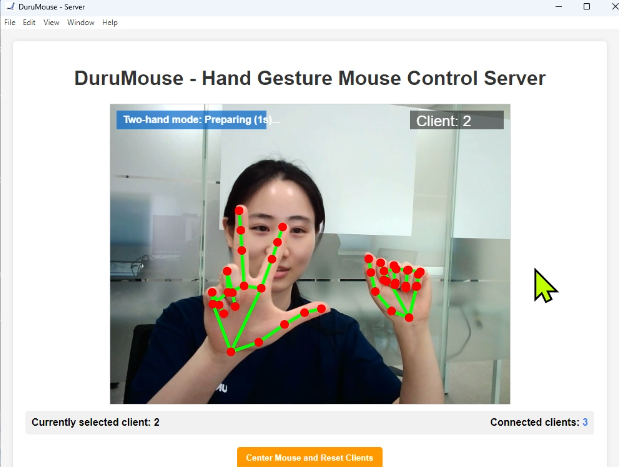 DuruMouse - Server
File Edit View Window Help
DuruMouse - Hand Gesture Mouse Control Server
Two-hand mode: Preparing (1s)...
Client: 2
Currently selected client: 2
Connected clients: 3
Center Mouse and Reset Clients